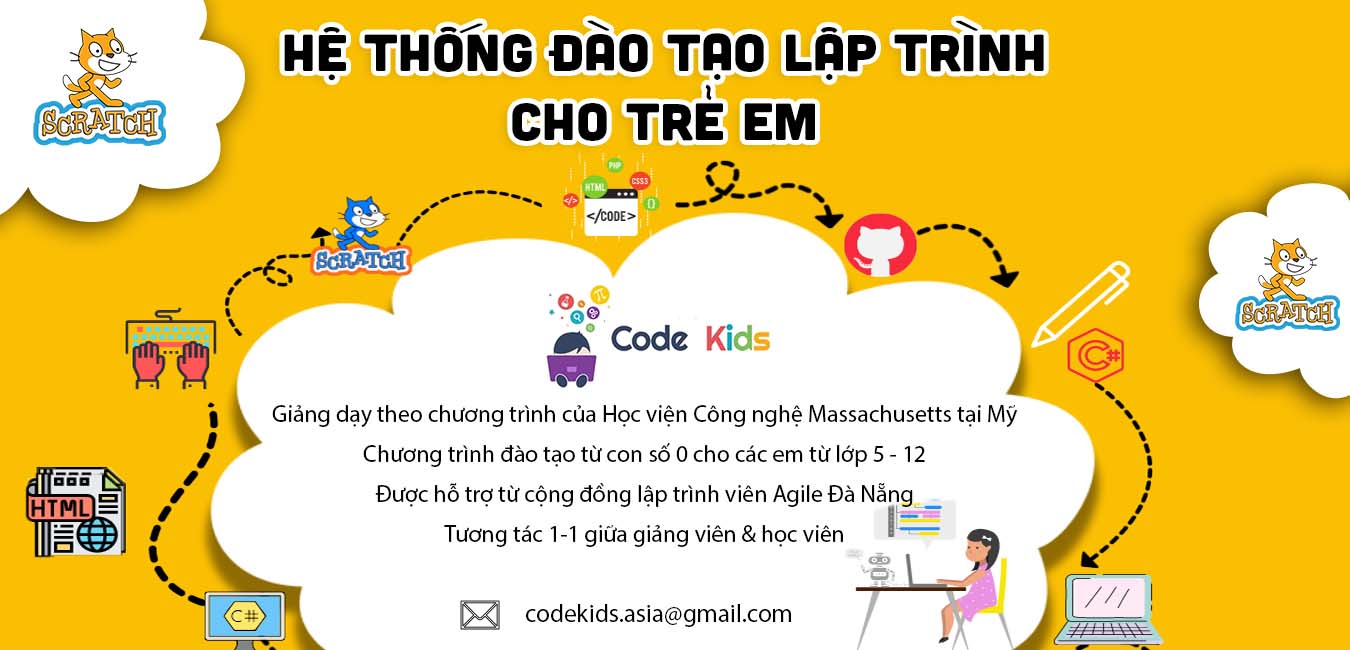 HỆ THỐNG ĐÀO TẠO LẬP TRÌNH
CHO TRẺ EM
SCRATCH
PHP
HTML
CSS3
</>
{}
</CODE>
SCRATCH
SCRATCH
π
Code Kids
C#
Giảng dạy theo chương trình của Học viện Công nghệ Massachusetts tại Mỹ
Chương trình đào tạo từ con số 0 cho các em từ lớp 5 - 12
Được hỗ trợ từ cộng đồng lập trình viên Agile Đà Nẵng
Tương tác 1-1 giữa giảng viên & học viên
HTML
C#
codekids.asia@gmail.com